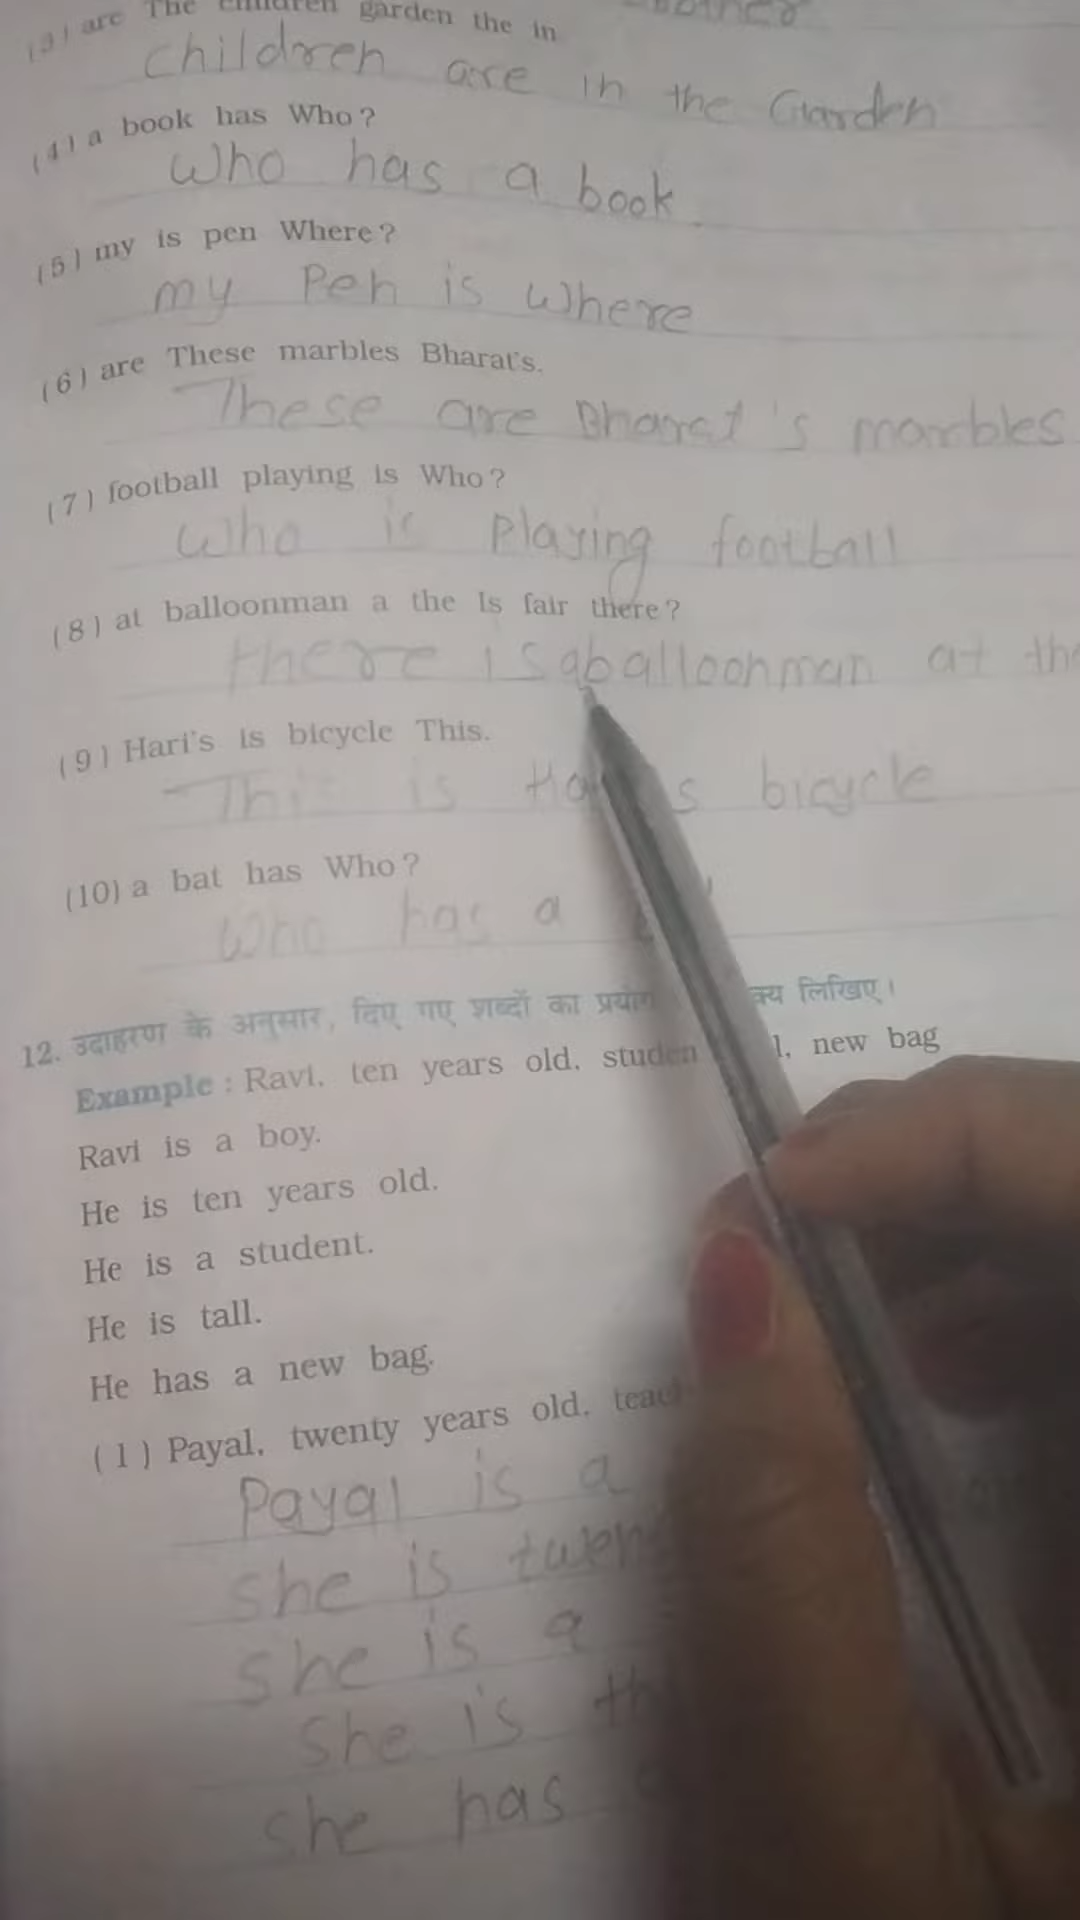 (3) are The children garden the in
children are in the Garden
(4) a book has Who?
Who has a book
(5) my is pen Where?
my Pen is where
(6) are These marbles Bharat's.
These are Bharat's marbles
(7) football playing is Who?
Who is Playing football
(8) at balloonman a the Is fair there?
there is a balloonman at the
(9) Hari's is bicycle This.
This is s bicycle
(10) a bat has Who?
Who has a
12. उदाहरण के अनुसार, दिए गए शब्दों का प्रयोग लिखिए।
Example : Ravi, ten years old, studen l, new bag
Ravi is a boy.
He is ten years old.
He is a student.
He is tall.
He has a new bag.
(1) Payal, twenty years old, teac
Payal is a
she is twen
she is a
she is th
she has